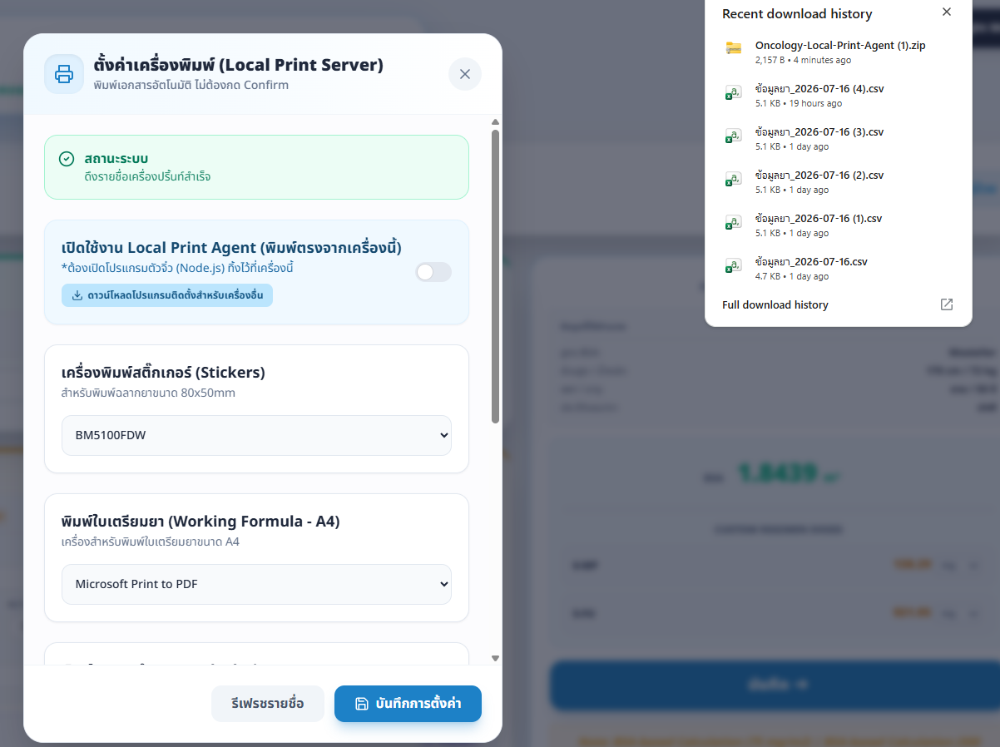 ตั้งค่าเครื่องพิมพ์ (Local Print Server)
พิมพ์เอกสารอัตโนมัติ ไม่ต้องกด Confirm
สถานะระบบ
ดึงรายชื่อเครื่องปริ้นท์สำเร็จ
เปิดใช้งาน Local Print Agent (พิมพ์ตรงจากเครื่องนี้)
*ต้องเปิดโปรแกรมตัวจิ๋ว (Node.js) ทิ้งไว้ที่เครื่องนี้
ดาวน์โหลดโปรแกรมติดตั้งสำหรับเครื่องอื่น
เครื่องพิมพ์สติ๊กเกอร์ (Stickers)
สำหรับพิมพ์ฉลากยาขนาด 80x50mm
BM5100FDW
พิมพ์ใบเตรียมยา (Working Formula - A4)
เครื่องสำหรับพิมพ์ใบเตรียมยาขนาด A4
Microsoft Print to PDF
รีเฟรชรายชื่อ
บันทึกการตั้งค่า
Recent download history
Oncology-Local-Print-Agent (1).zip
2,157 B • 4 minutes ago
ข้อมูลยา_2026-07-16 (4).csv
5.1 KB • 19 hours ago
ข้อมูลยา_2026-07-16 (3).csv
5.1 KB • 1 day ago
ข้อมูลยา_2026-07-16 (2).csv
5.1 KB • 1 day ago
ข้อมูลยา_2026-07-16 (1).csv
5.1 KB • 1 day ago
ข้อมูลยา_2026-07-16.csv
4.7 KB • 1 day ago
Full download history
1.8439